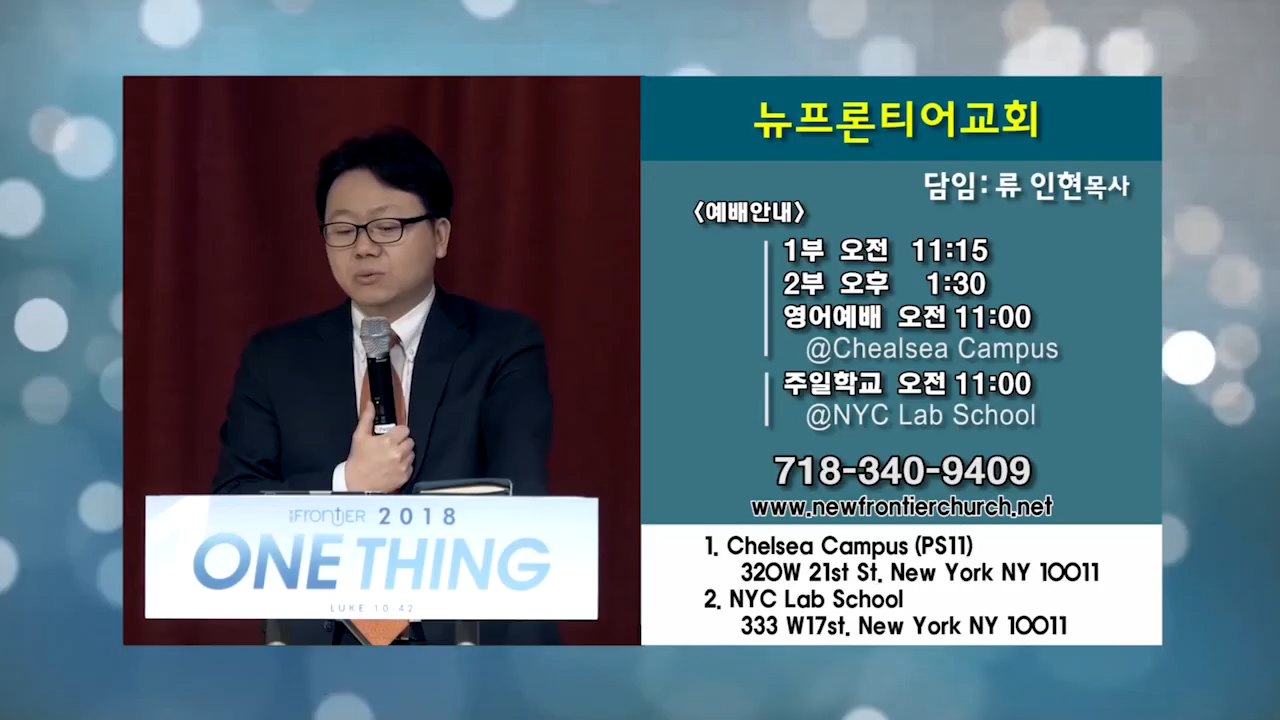 FRONTIER 2018
ONE THING
LUKE 10-42
뉴프론티어교회
담임: 류 인현목사
<예배안내>
1부 오전 11:15
2부 오후 1:30
영어예배 오전 11:00
@Chealsea Campus
주일학교 오전 11:00
@NYC Lab School
718-340-9409
www.newfrontierchurch.net
1. Chelsea Campus (PS11)
320W 21st St. New York NY 10011
2. NYC Lab School
333 W17st. New York NY 10011